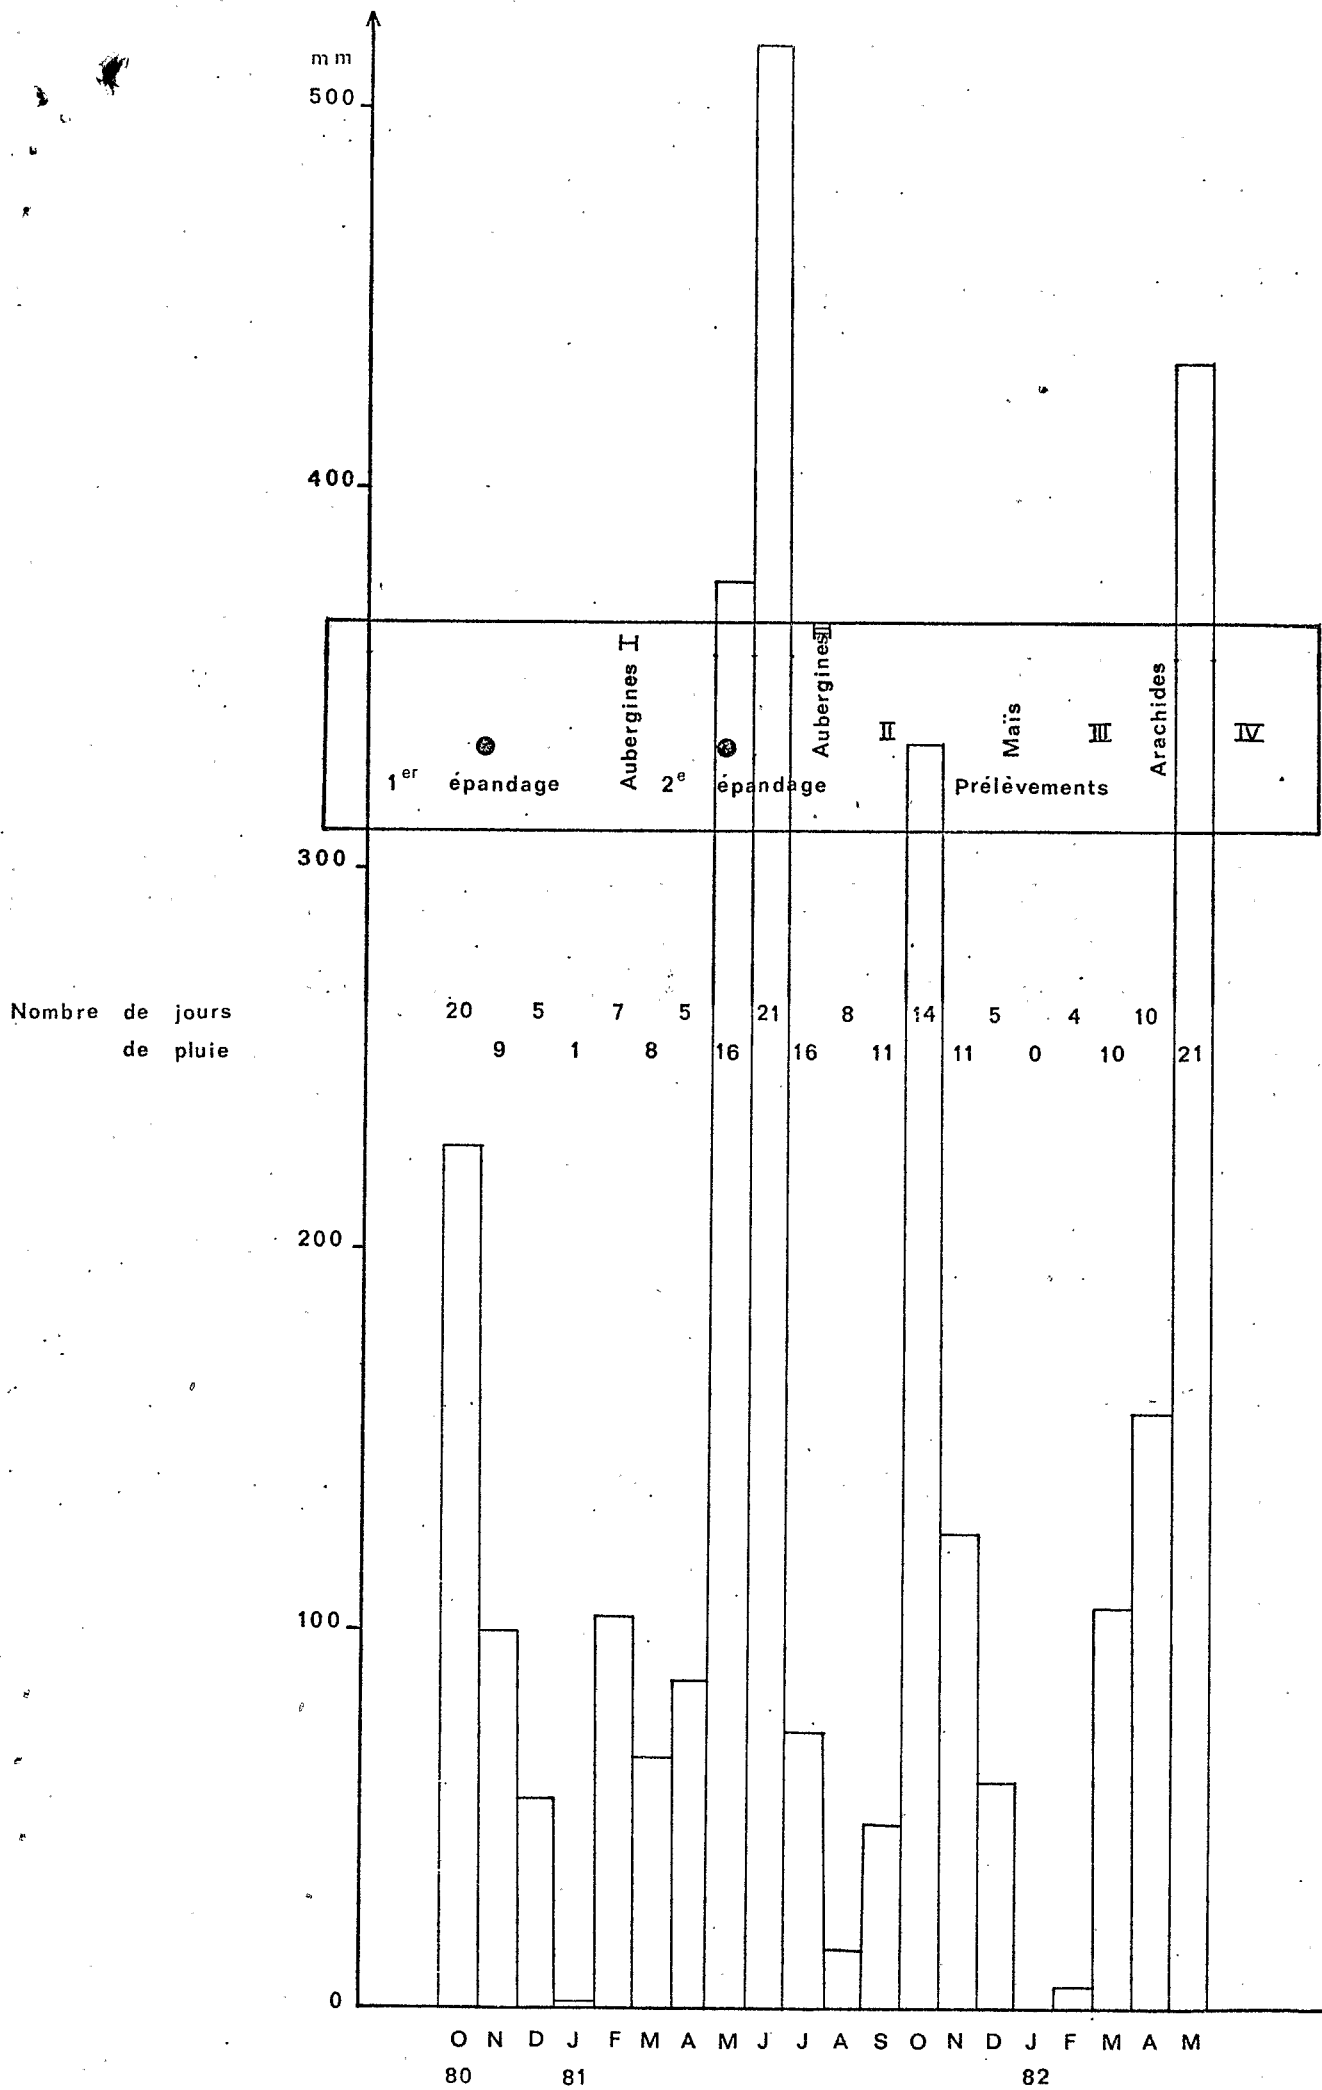 mm
500
400
Aubergines I
Aubergines II
II
Maïs
III
Arachides
IV
1er épandage
2e épandage
Prélèvements
300
Nombre de jours
de pluie
20 5 7 5 21 8 14 5 4 10
9 1 8 16 16 11 11 0 10 21
200
100
0
O N D J F M A M J J A S O N D J F M A M
80 81 82